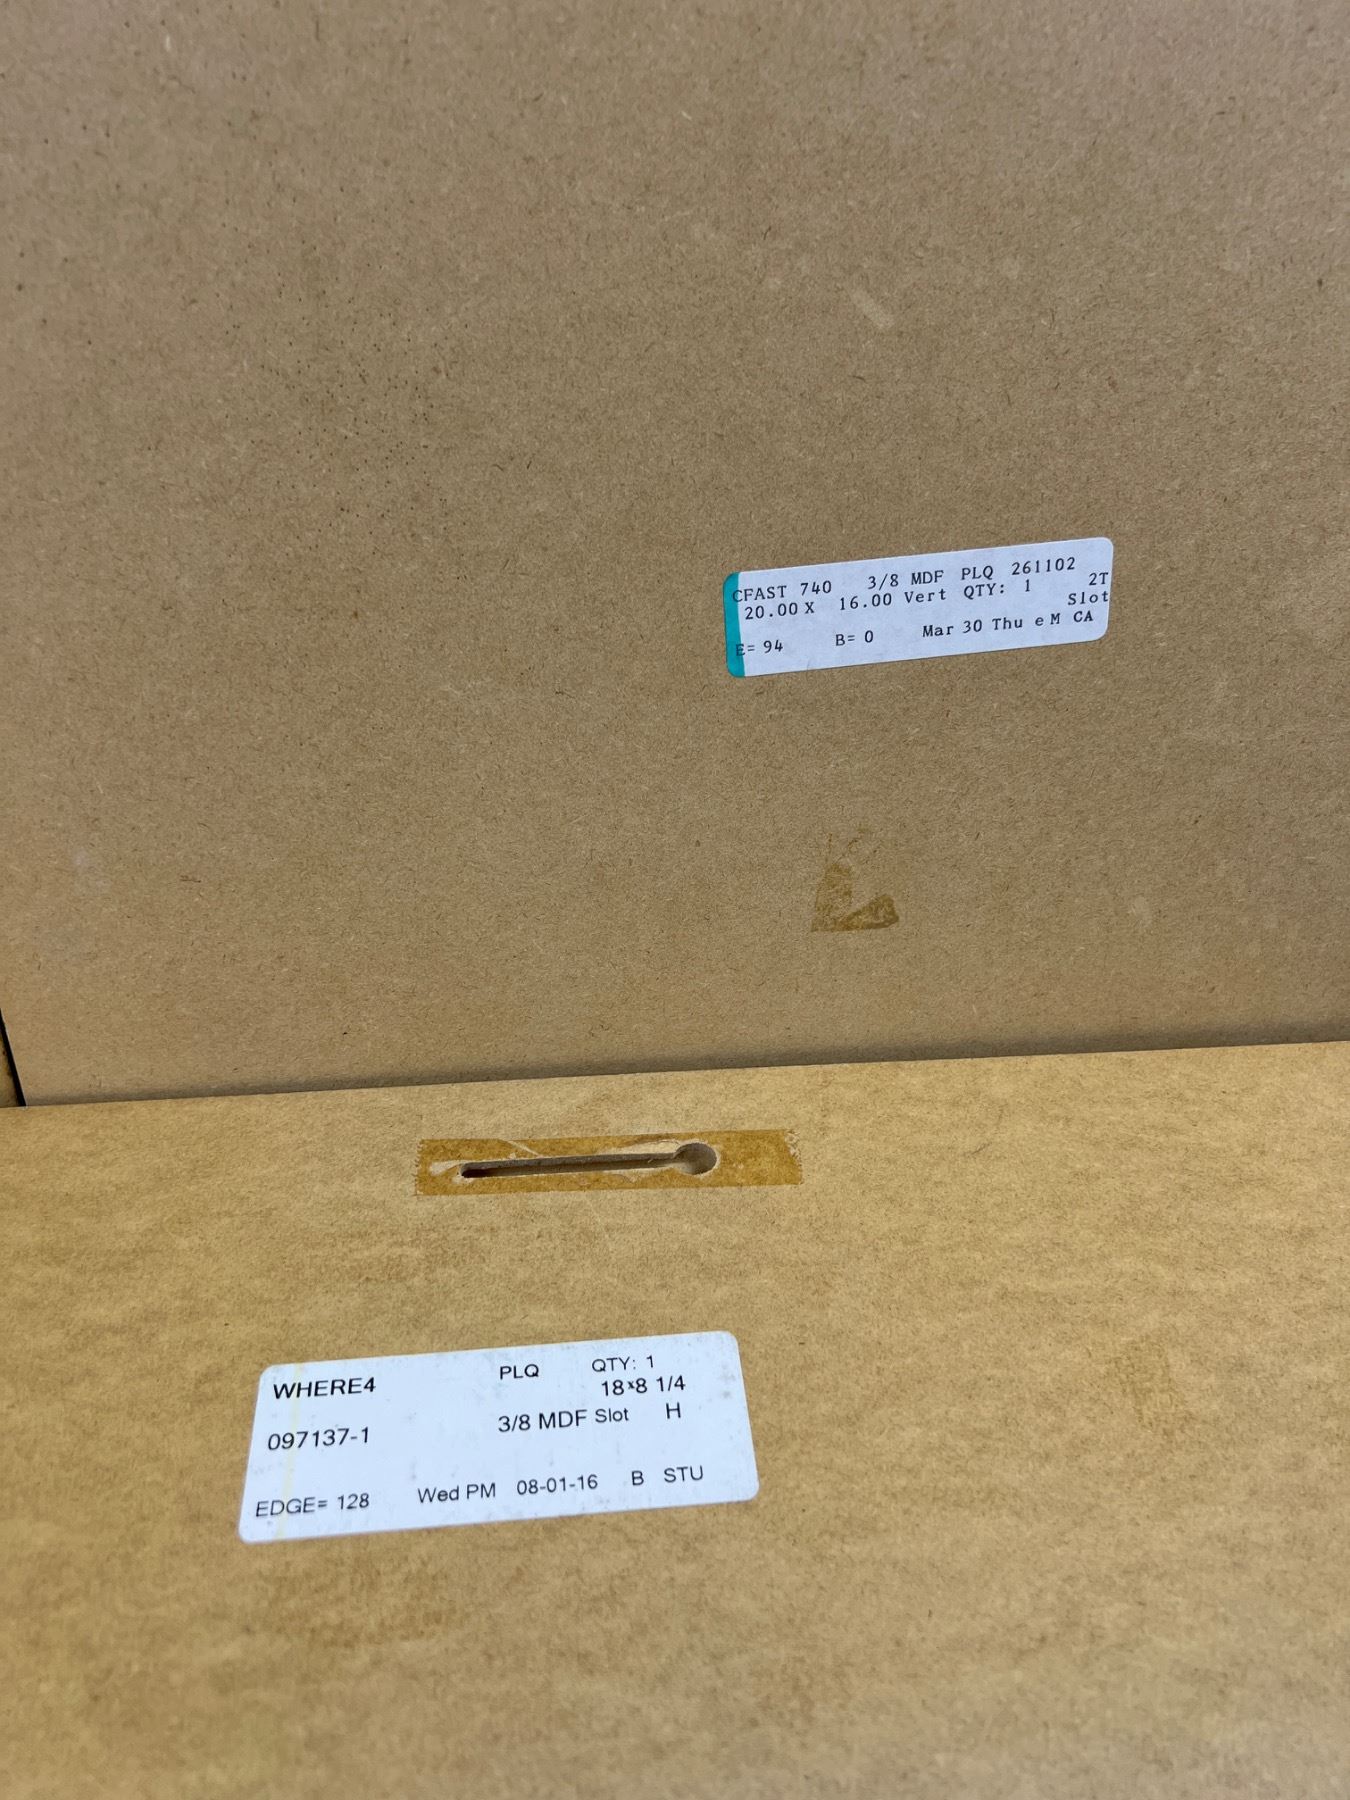 CFAST 740 3/8 MDF PLQ 261102
20.00 X 16.00 Vert QTY: 1 2T
Slot
E= 94 B= 0 Mar 30 Thu e M CA
WHERE4 PLQ QTY: 1
18x8 1/4
097137-1 3/8 MDF Slot H
EDGE= 128 Wed PM 08-01-16 B STU